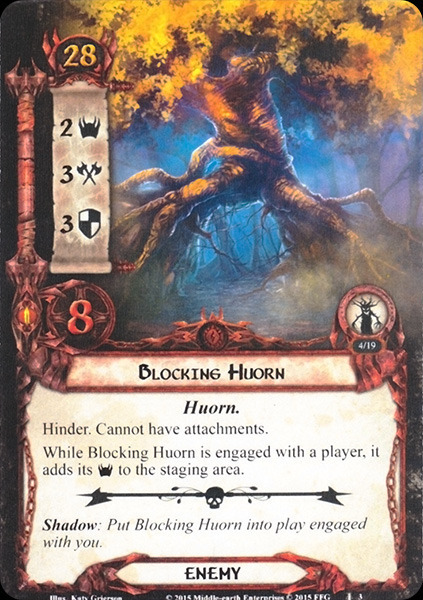 28
2
3
3
8
4/19
Blocking Huorn
Huorn.
Hinder. Cannot have attachments.
While Blocking Huorn is engaged with a player, it
adds its to the staging area.
Shadow: Put Blocking Huorn into play engaged
with you.
ENEMY
Illus. Katy Grierson © 2015 Middle-earth Enterprises © 2015 FFG 3